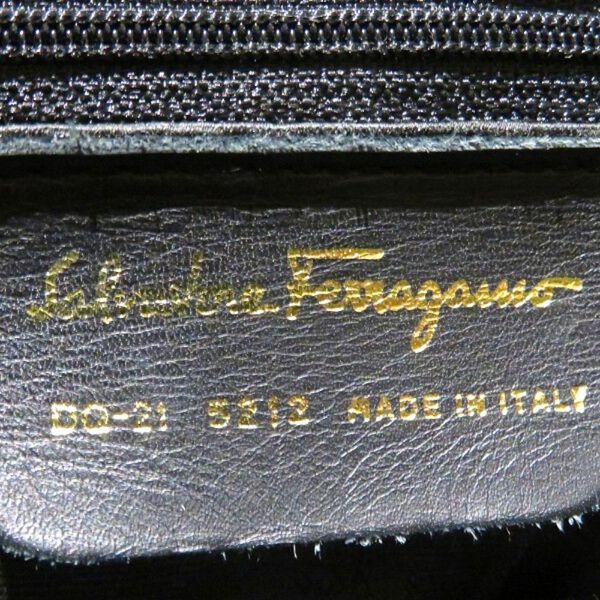 Salvatore Ferragamo
DQ-21 5212 MADE IN ITALY